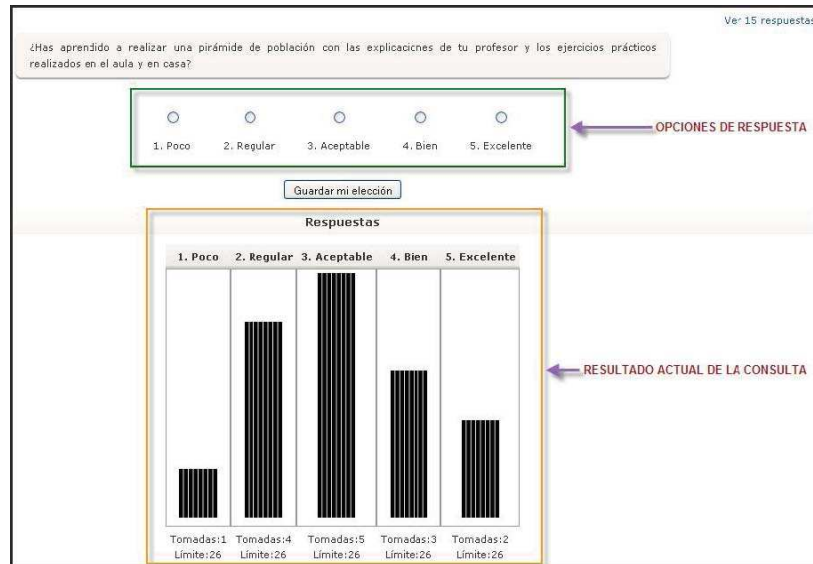 Ver 15 respuestas
¿Has aprendido a realizar una pirámide de población con las explicacicnes de tu profesor y los ejercicios prácticos
realizados en el aula y en casa?
OPCIONES DE RESPUESTA
1. Poco 2. Regular 3. Aceptable 4. Bien 5. Excelente
Guardar mi elección
Respuestas
1. Poco 2. Regular 3. Aceptable 4. Bien 5. Excelente
RESULTADO ACTUAL DE LA CONSULTA
Tomadas:1 Tomadas:4 Tomadas:5 Tomadas:3 Tomadas:2
Límite:26 Límite:26 Límite:26 Límite:26 Límite:26